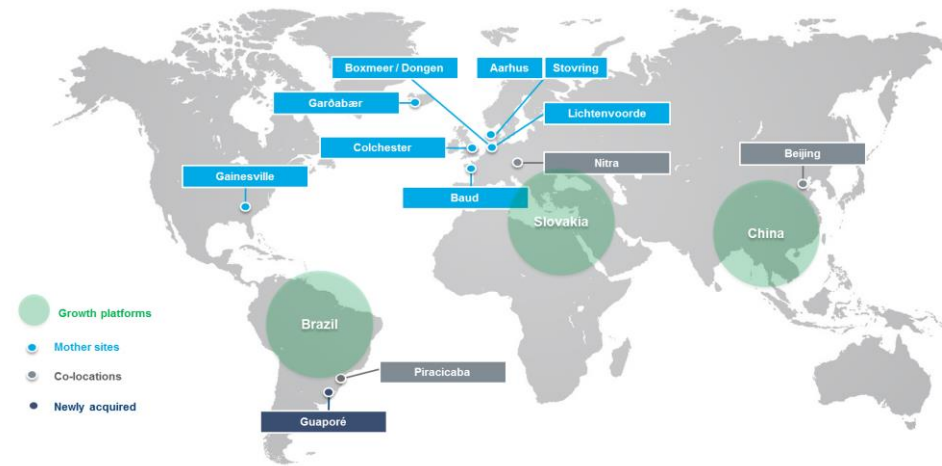 Boxmeer / Dongen
Aarhus
Stovring
Garðabær
Lichtenvoorde
Colchester
Nitra
Beijing
Gainesville
Baud
Slovakia
China
Growth platforms
Brazil
Mother sites
Co-locations
Piracicaba
Newly acquired
Guaporé